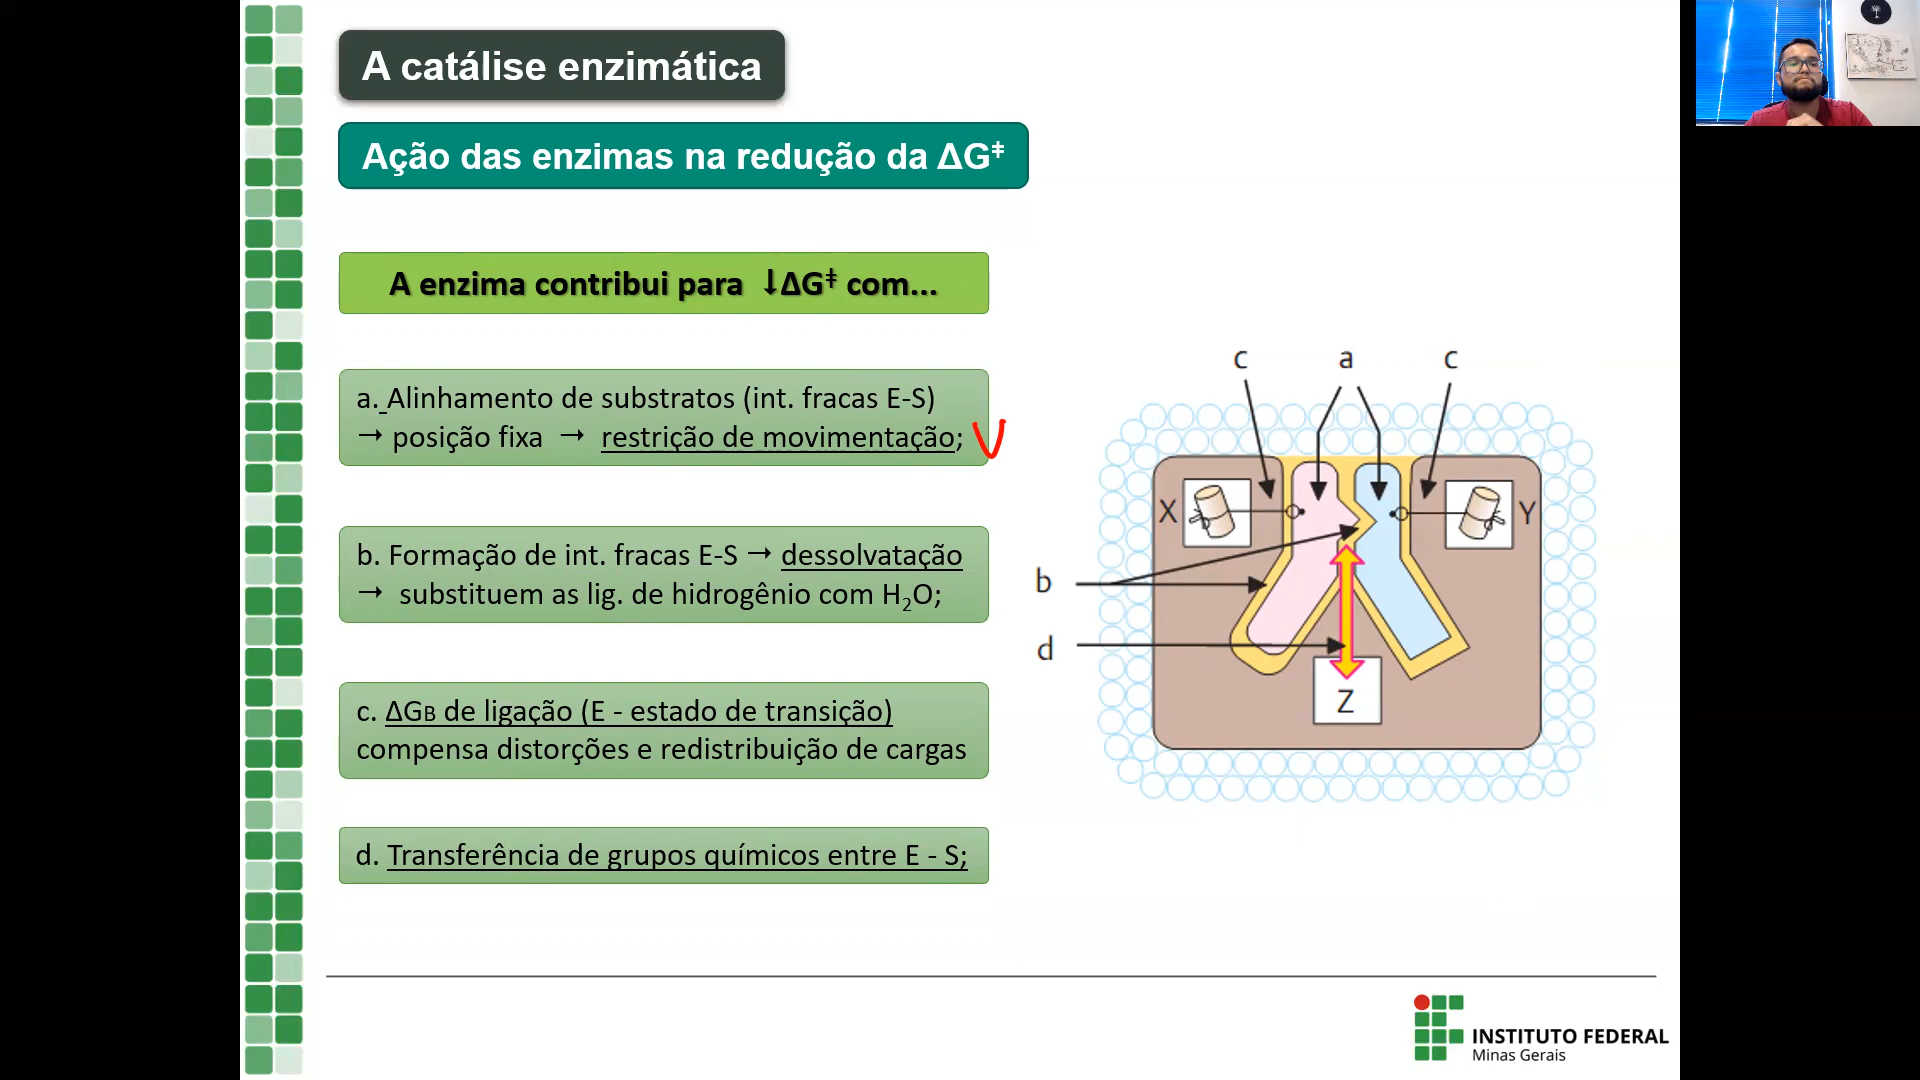 A catálise enzimática
Ação das enzimas na redução da ΔG‡
A enzima contribui para ↓ΔG‡ com...
a. Alinhamento de substratos (int. fracas E-S)
→ posição fixa → restrição de movimentação;
b. Formação de int. fracas E-S → dessolvatação
→ substituem as lig. de hidrogênio com H₂O;
c. ΔGB de ligação (E - estado de transição)
compensa distorções e redistribuição de cargas
d. Transferência de grupos químicos entre E - S;
c a c
X Y
b
d
Z
INSTITUTO FEDERAL
Minas Gerais